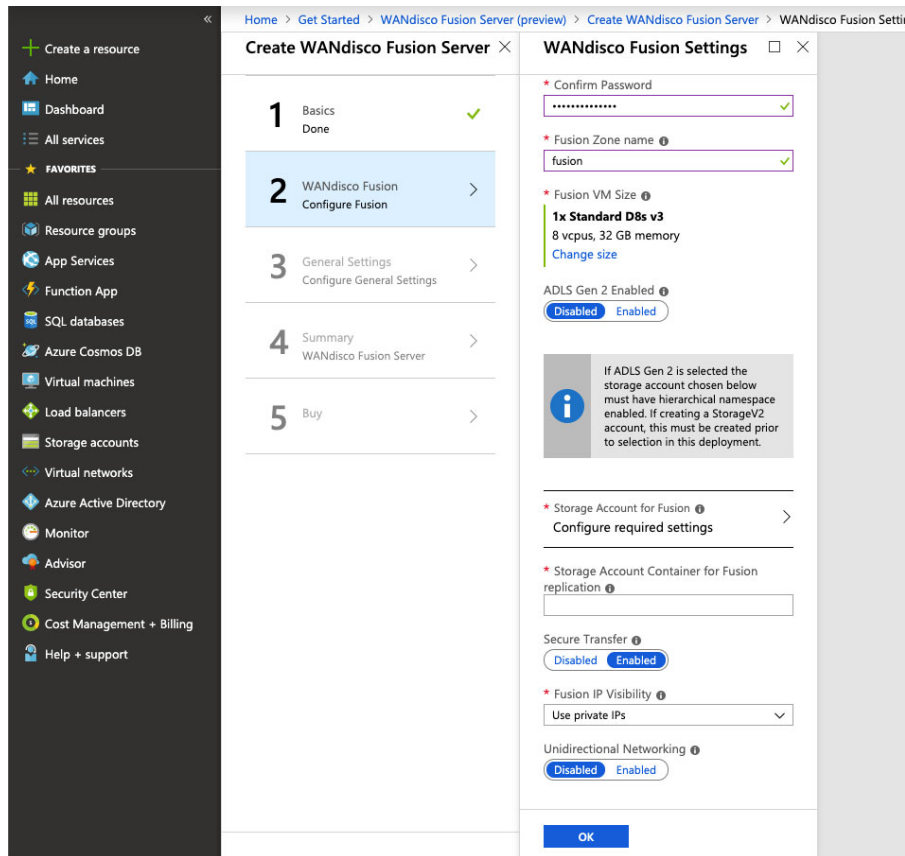 «
Home > Get Started > WANdisco Fusion Server (preview) > Create WANdisco Fusion Server > WANdisco Fusion Setti
Create a resource
Home
Dashboard
All services
FAVORITES
All resources
Resource groups
App Services
Function App
SQL databases
Azure Cosmos DB
Virtual machines
Load balancers
Storage accounts
Virtual networks
Azure Active Directory
Monitor
Advisor
Security Center
Cost Management + Billing
Help + support
Create WANdisco Fusion Server
1
Basics
Done
2
WANdisco Fusion
Configure Fusion
3
General Settings
Configure General Settings
4
Summary
WANdisco Fusion Server
5
Buy
WANdisco Fusion Settings
* Confirm Password
••••••••••••••
* Fusion Zone name
fusion
* Fusion VM Size
1x Standard D8s v3
8 vcpus, 32 GB memory
Change size
ADLS Gen 2 Enabled
Disabled Enabled
If ADLS Gen 2 is selected the
storage account chosen below
must have hierarchical namespace
enabled. If creating a StorageV2
account, this must be created prior
to selection in this deployment.
* Storage Account for Fusion
Configure required settings
* Storage Account Container for Fusion
replication
Secure Transfer
Disabled Enabled
* Fusion IP Visibility
Use private IPs
Unidirectional Networking
Disabled Enabled
OK